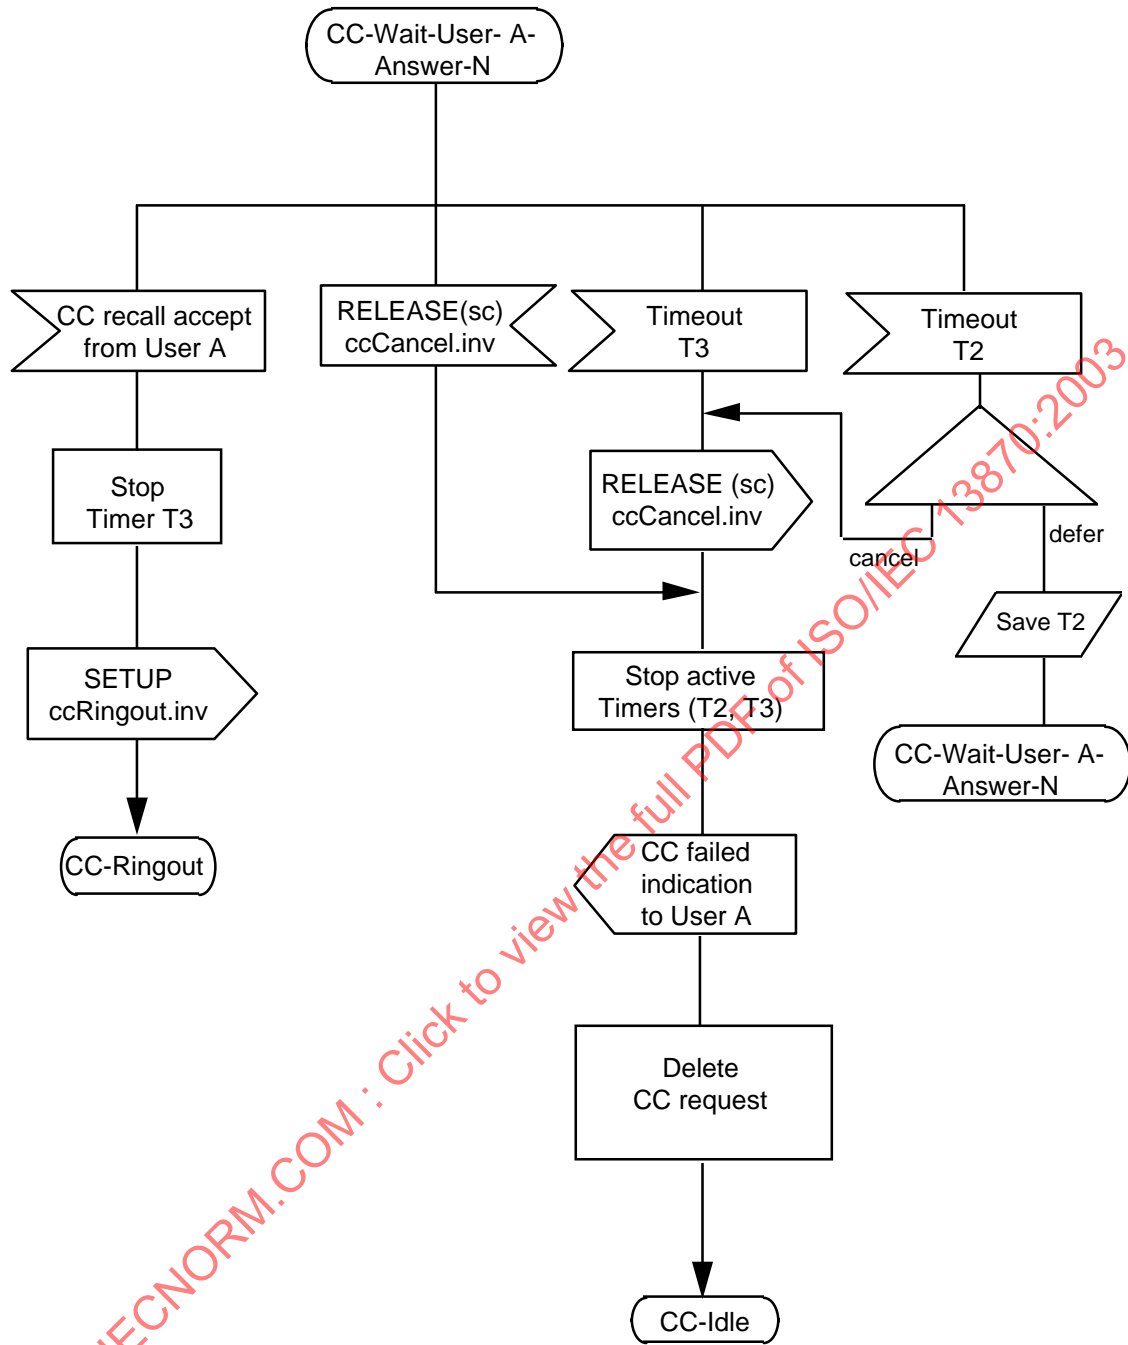 CC-Wait-User- A-
Answer-N
CC recall accept
from User A
RELEASE(sc)
ccCancel.inv
Timeout
T3
Timeout
T2
Stop
Timer T3
RELEASE (sc)
ccCancel.inv
cancel
defer
Save T2
SETUP
ccRingout.inv
Stop active
Timers (T2, T3)
CC-Wait-User- A-
Answer-N
CC-Ringout
CC failed
indication
to User A
Delete
CC request
CC-Idle
IECNORM.COM : Click to view the full PDF of ISO/IEC 13870:2003